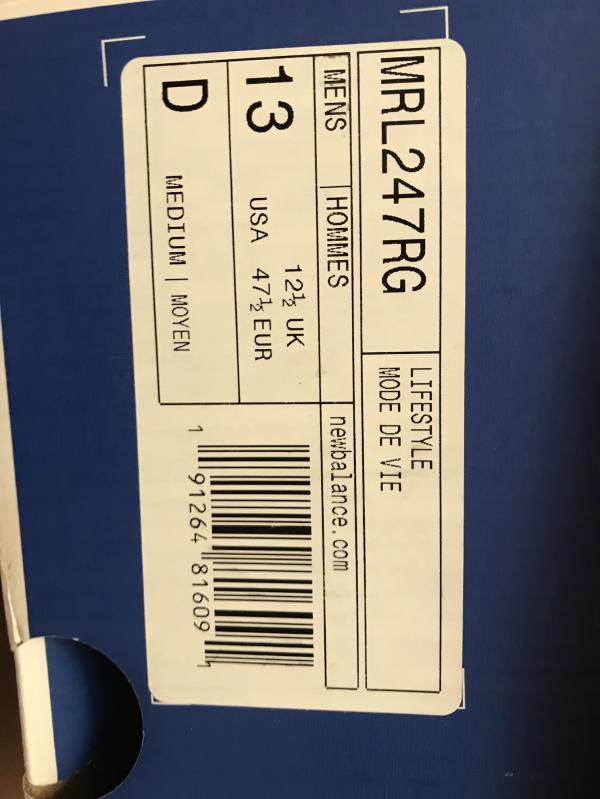 MRL247RG
LIFESTYLE
MODE DE VIE
MENS
HOMMES
newbalance.com
13
USA
12½ UK
47½ EUR
D
MEDIUM | MOYEN
1 91264 81609 1